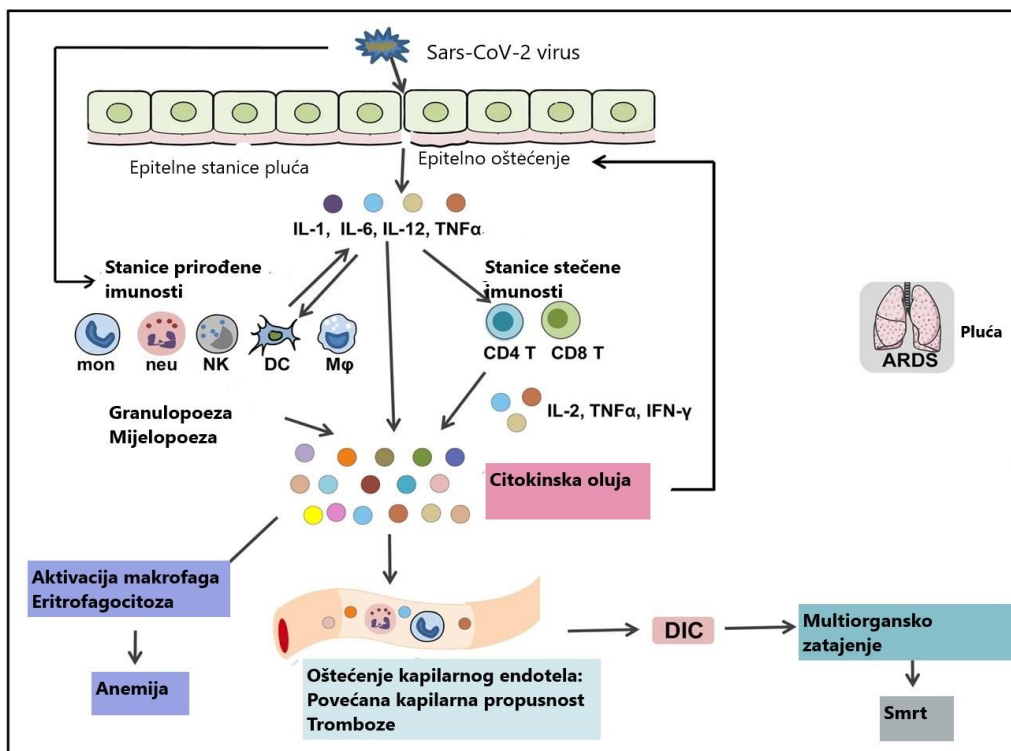 Sars-CoV-2 virus
Epitelne stanice pluća
Epitelno oštećenje
IL-1, IL-6, IL-12, TNFα
Stanice prirođene
imunosti
Stanice stečene
imunosti
mon
neu
NK
DC
Mφ
CD4 T
CD8 T
Pluća
ARDS
IL-2, TNFα, IFN-γ
Granulopoeza
Mijelopoeza
Citokinska oluja
Aktivacija makrofaga
Eritrofagocitoza
Anemija
Oštećenje kapilarnog endotela:
Povećana kapilarna propusnost
Tromboze
DIC
Multiorgansko
zatajenje
Smrt